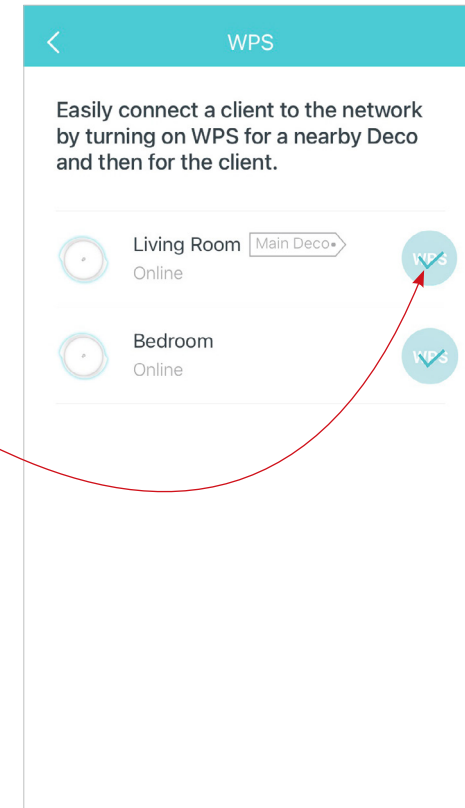 WPS
Easily connect a client to the network
by turning on WPS for a nearby Deco
and then for the client.
Living Room Main Deco
WPS
Online
Bedroom
WPS
Online